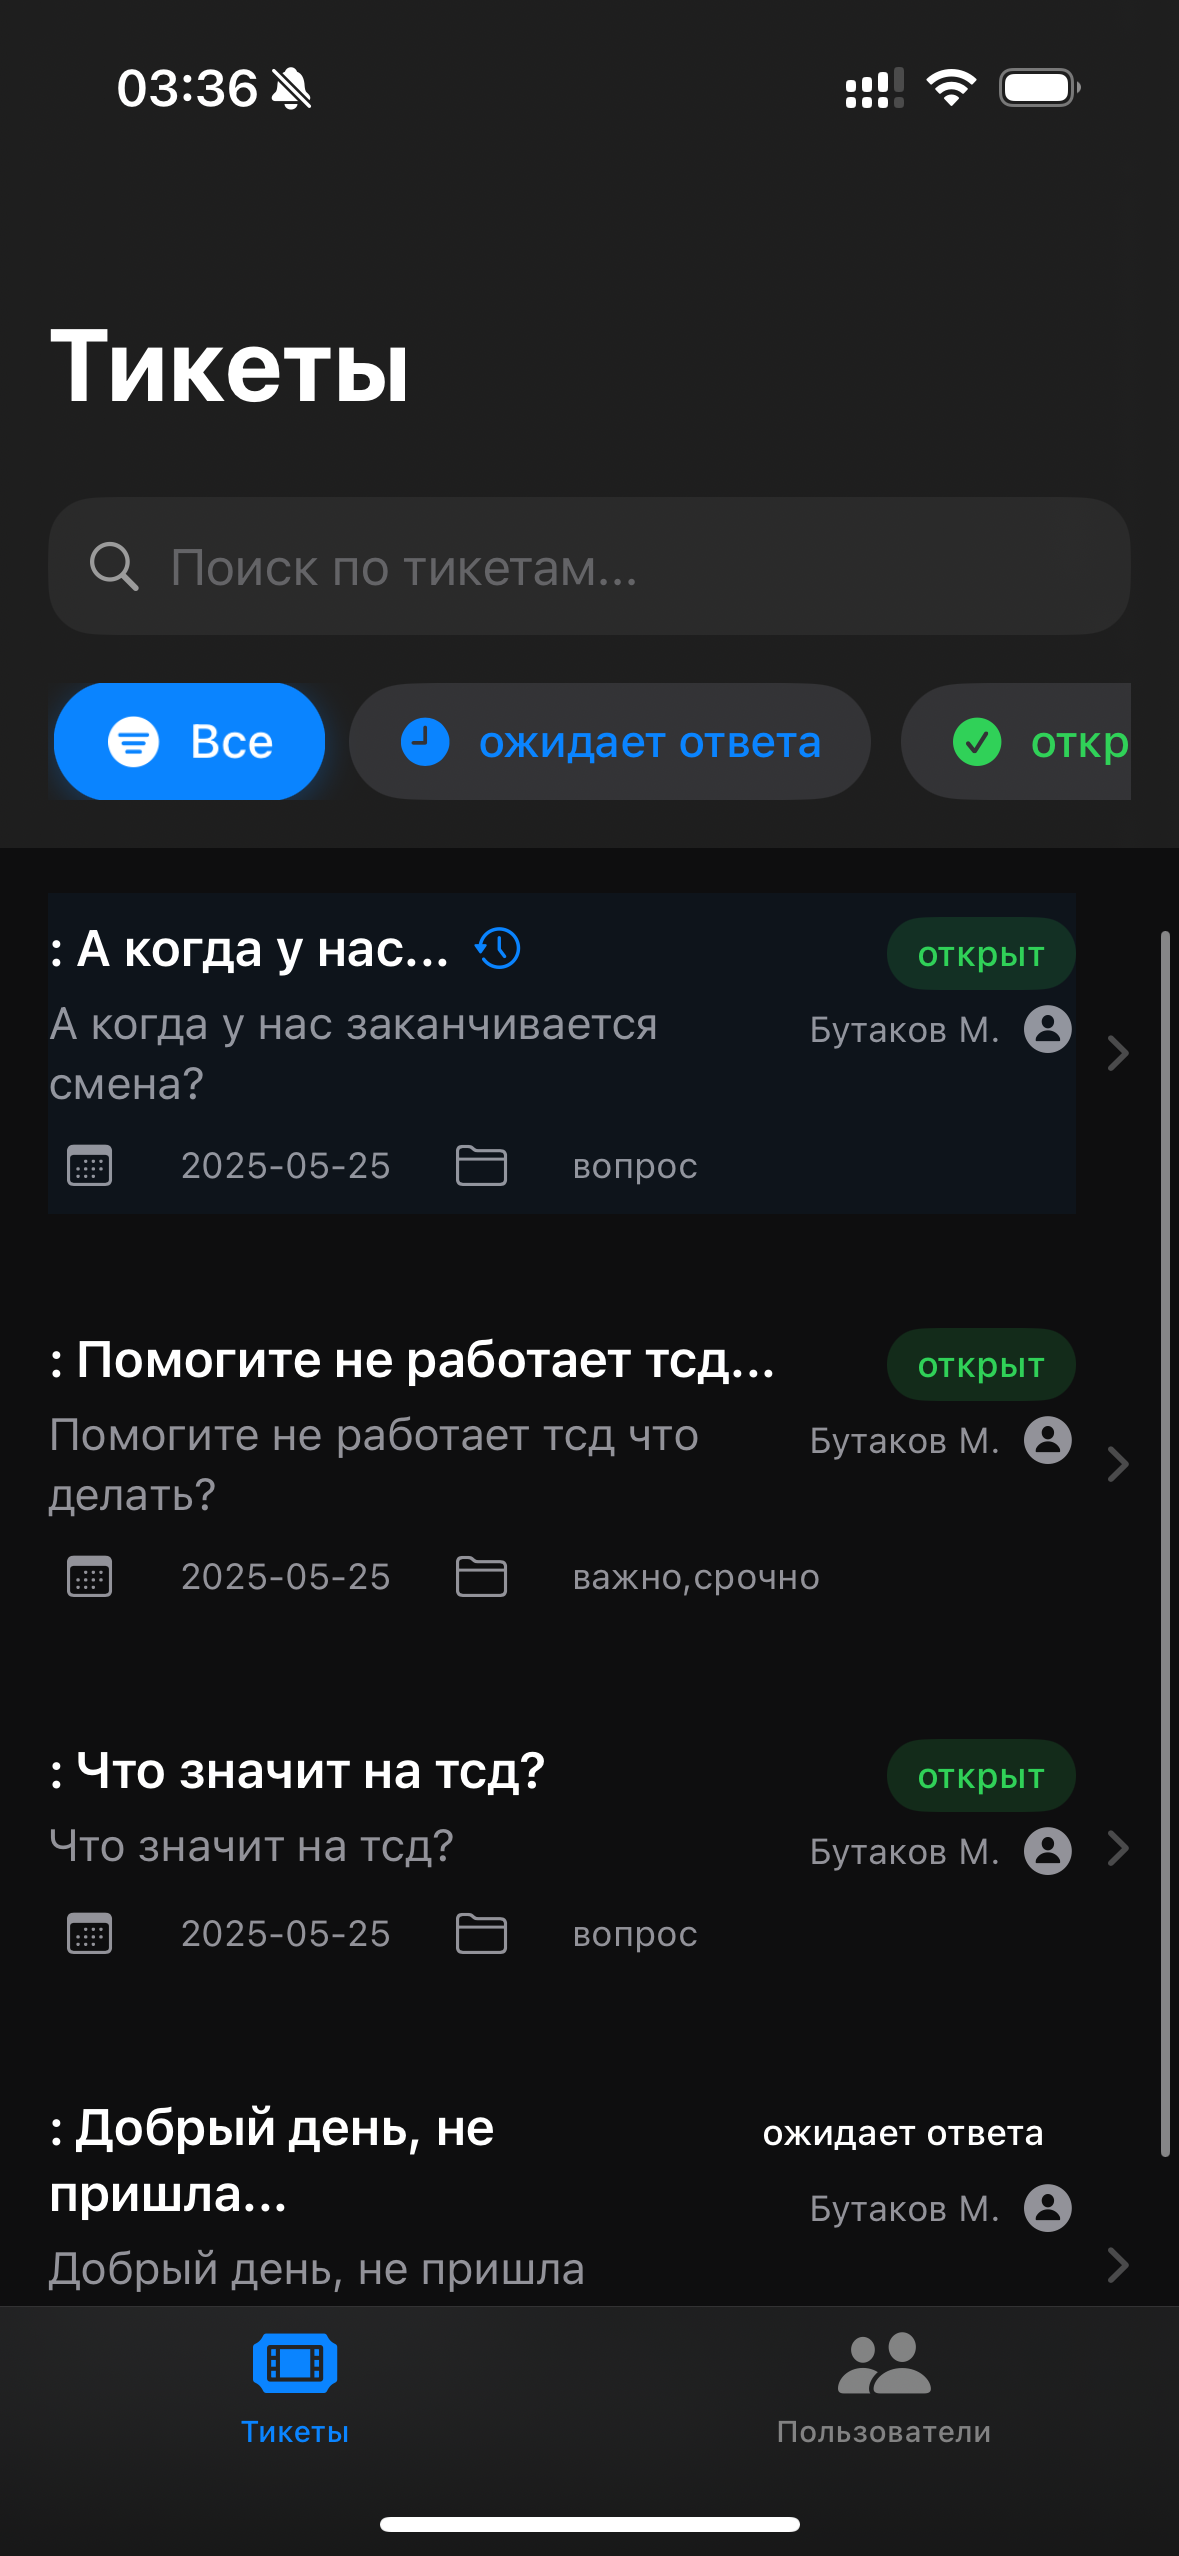 03:36
Тикеты
Поиск по тикетам...
Все
ожидает ответа
откр
: А когда у нас...
открыт
А когда у нас заканчивается
смена?
Бутаков М.
2025-05-25
вопрос
: Помогите не работает тсд...
открыт
Помогите не работает тсд что
делать?
Бутаков М.
2025-05-25
важно,срочно
: Что значит на тсд?
открыт
Что значит на тсд?
Бутаков М.
2025-05-25
вопрос
: Добрый день, не
пришла...
ожидает ответа
Бутаков М.
Добрый день, не пришла
Тикеты
Пользователи